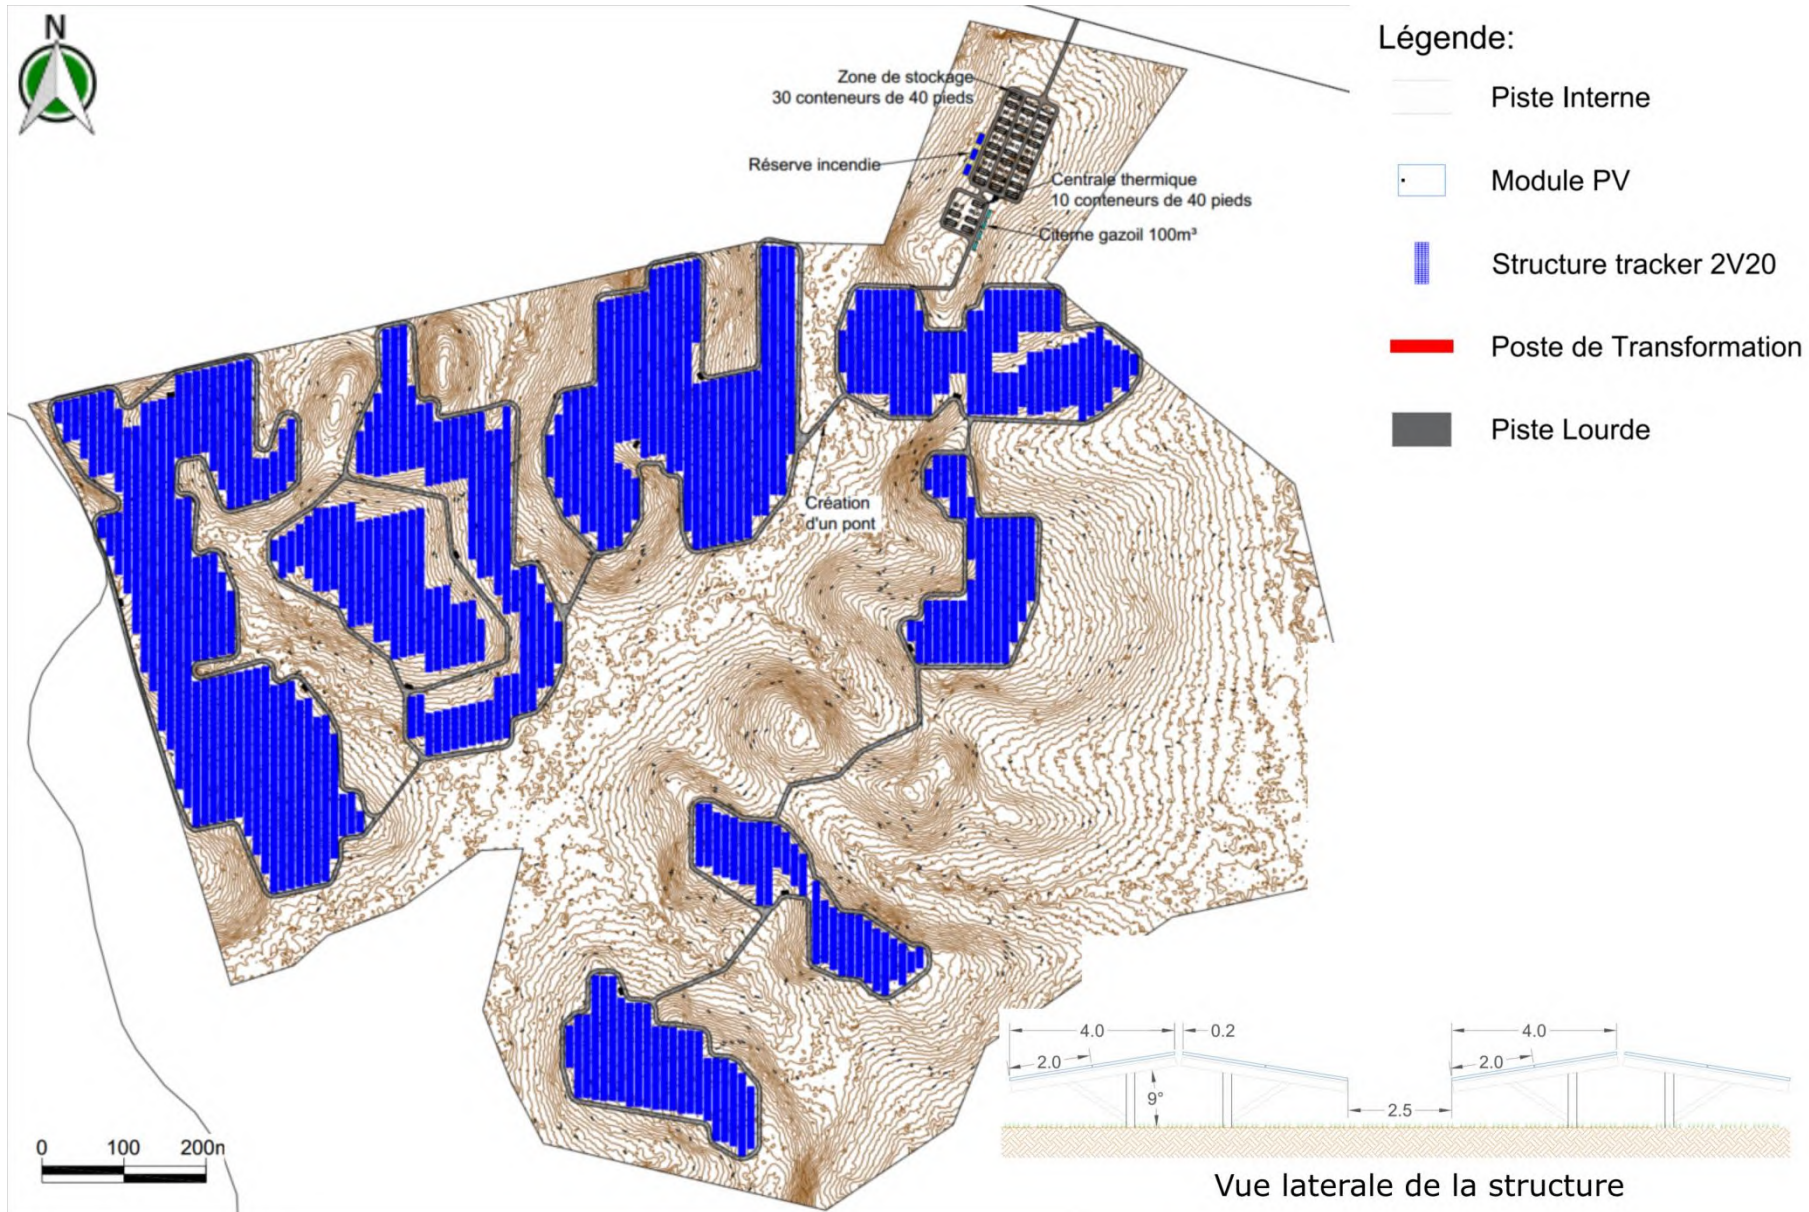 N
Zone de stockage
30 conteneurs de 40 pieds
Réserve incendie
Centrale thermique
10 conteneurs de 40 pieds
Citerne gazoil 100m³
Création
d'un pont
Légende:
Piste Interne
Module PV
Structure tracker 2V20
Poste de Transformation
Piste Lourde
0 100 200n
4.0 0.2 4.0
2.0 2.0
9°
2.5
Vue laterale de la structure